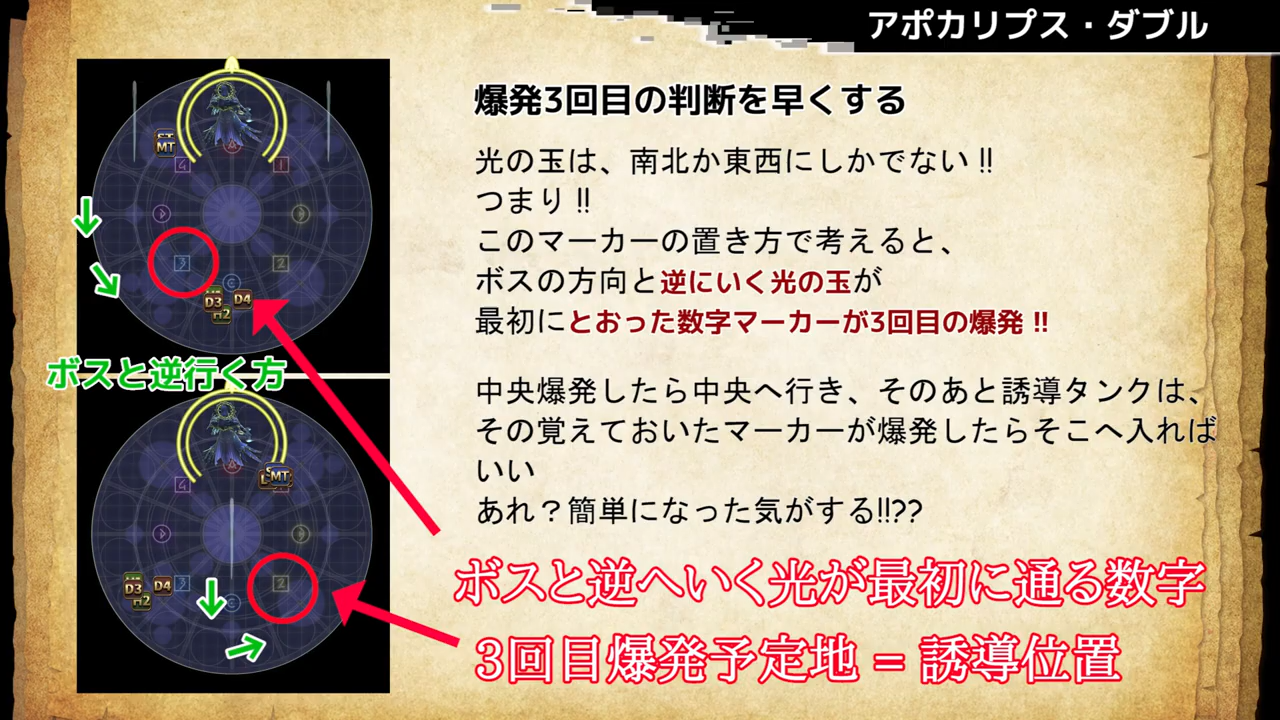 アポカリプス・ダブル
爆発3回目の判断を早くする
光の玉は、南北か東西にしかでない!!
つまり!!
このマーカーの置き方で考えると、
ボスの方向と逆にいく光の玉が
最初にとおった数字マーカーが3回目の爆発!!
中央爆発したら中央へ行き、そのあと誘導タンクは、
その覚えておいたマーカーが爆発したらそこへ入れば
いい
あれ？簡単になった気がする!!??
ボスと逆へいく光が最初に通る数字
3回目爆発予定地 = 誘導位置
MT
A
4
1
3
2
C
D3
D4
H2
ボスと逆行く方
A
MT
4
D3
D4
H2
3
2
C